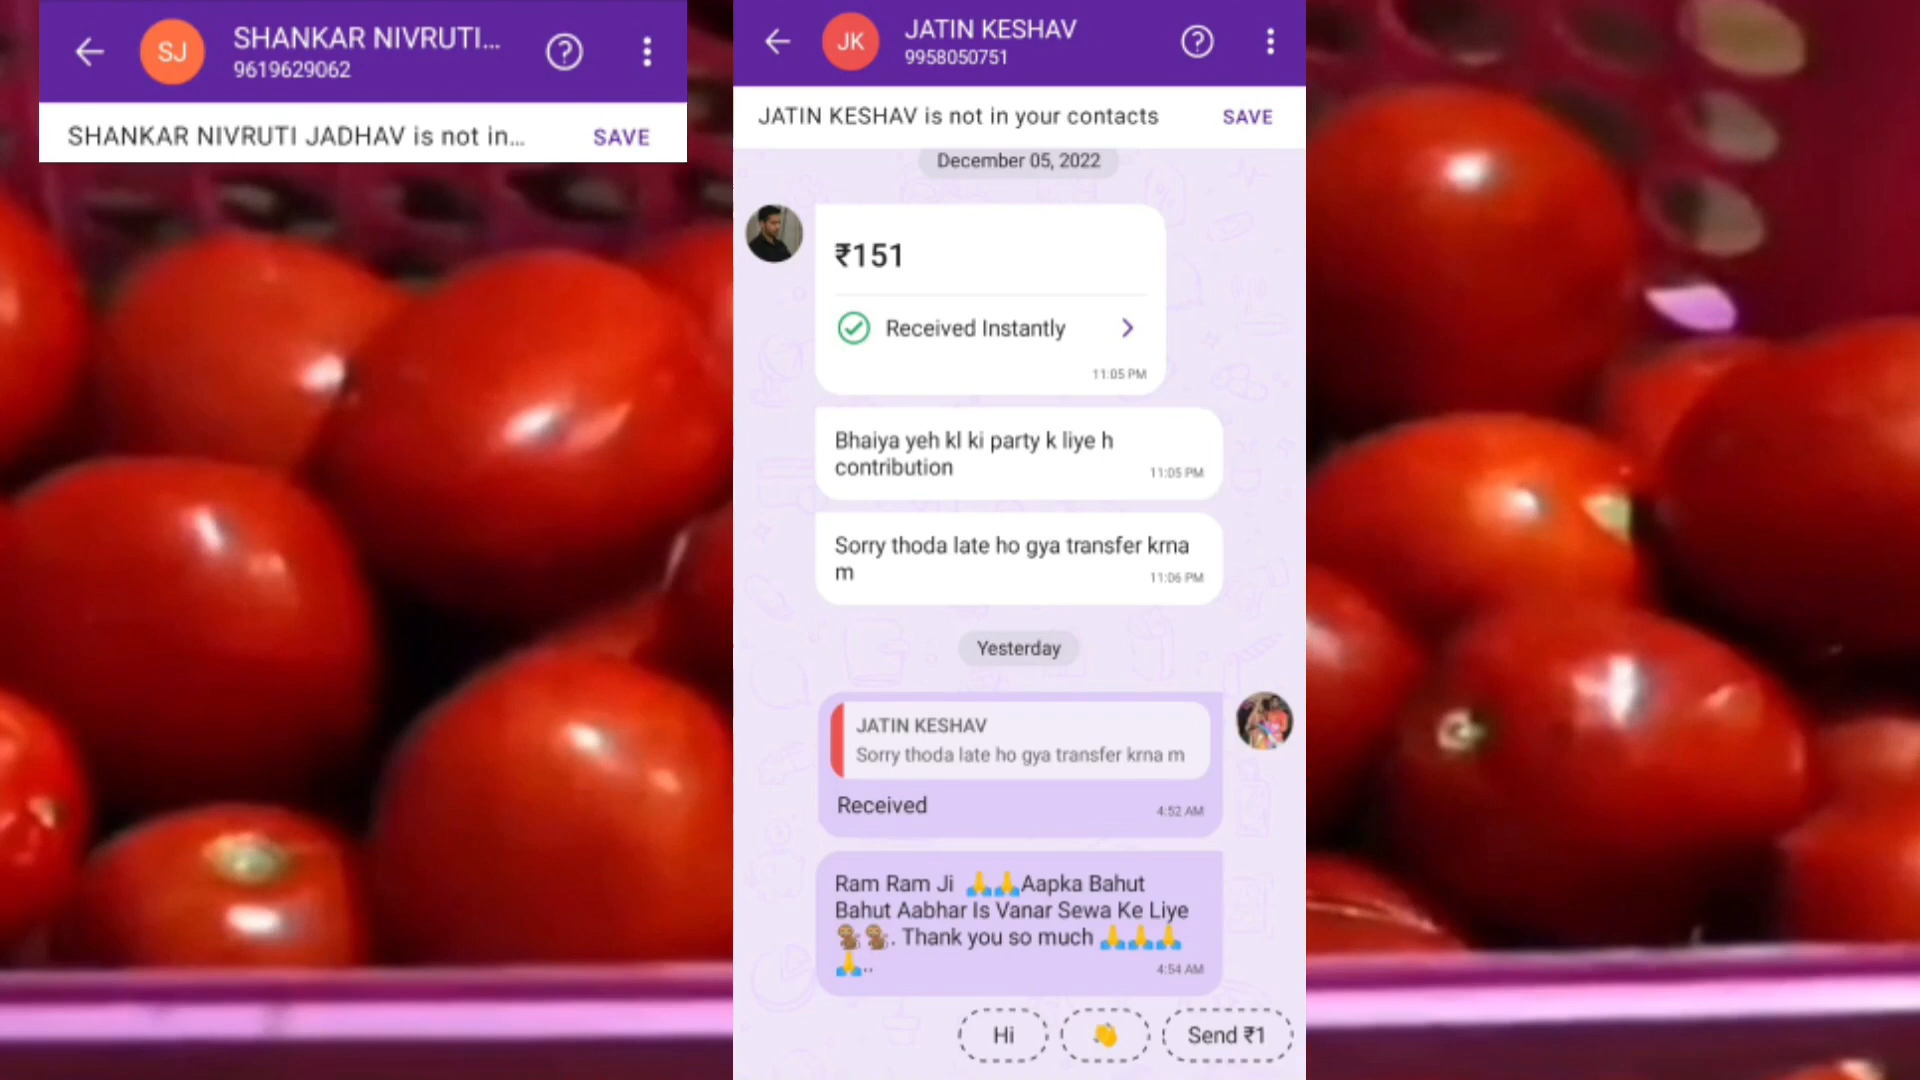 SJ
SHANKAR NIVRUTI...
9619629062
SHANKAR NIVRUTI JADHAV is not in...
SAVE
JK
JATIN KESHAV
9958050751
JATIN KESHAV is not in your contacts
SAVE
December 05, 2022
₹151
Received Instantly
11:05 PM
Bhaiya yeh kl ki party k liye h
contribution
11:05 PM
Sorry thoda late ho gya transfer krna
m
11:06 PM
Yesterday
JATIN KESHAV
Sorry thoda late ho gya transfer krna m
Received
4:52 AM
Ram Ram Ji 🙏🙏Aapka Bahut
Bahut Aabhar Is Vanar Sewa Ke Liye
🐒🐒. Thank you so much 🙏🙏🙏
🙏..
4:54 AM
Hi
👏
Send ₹1